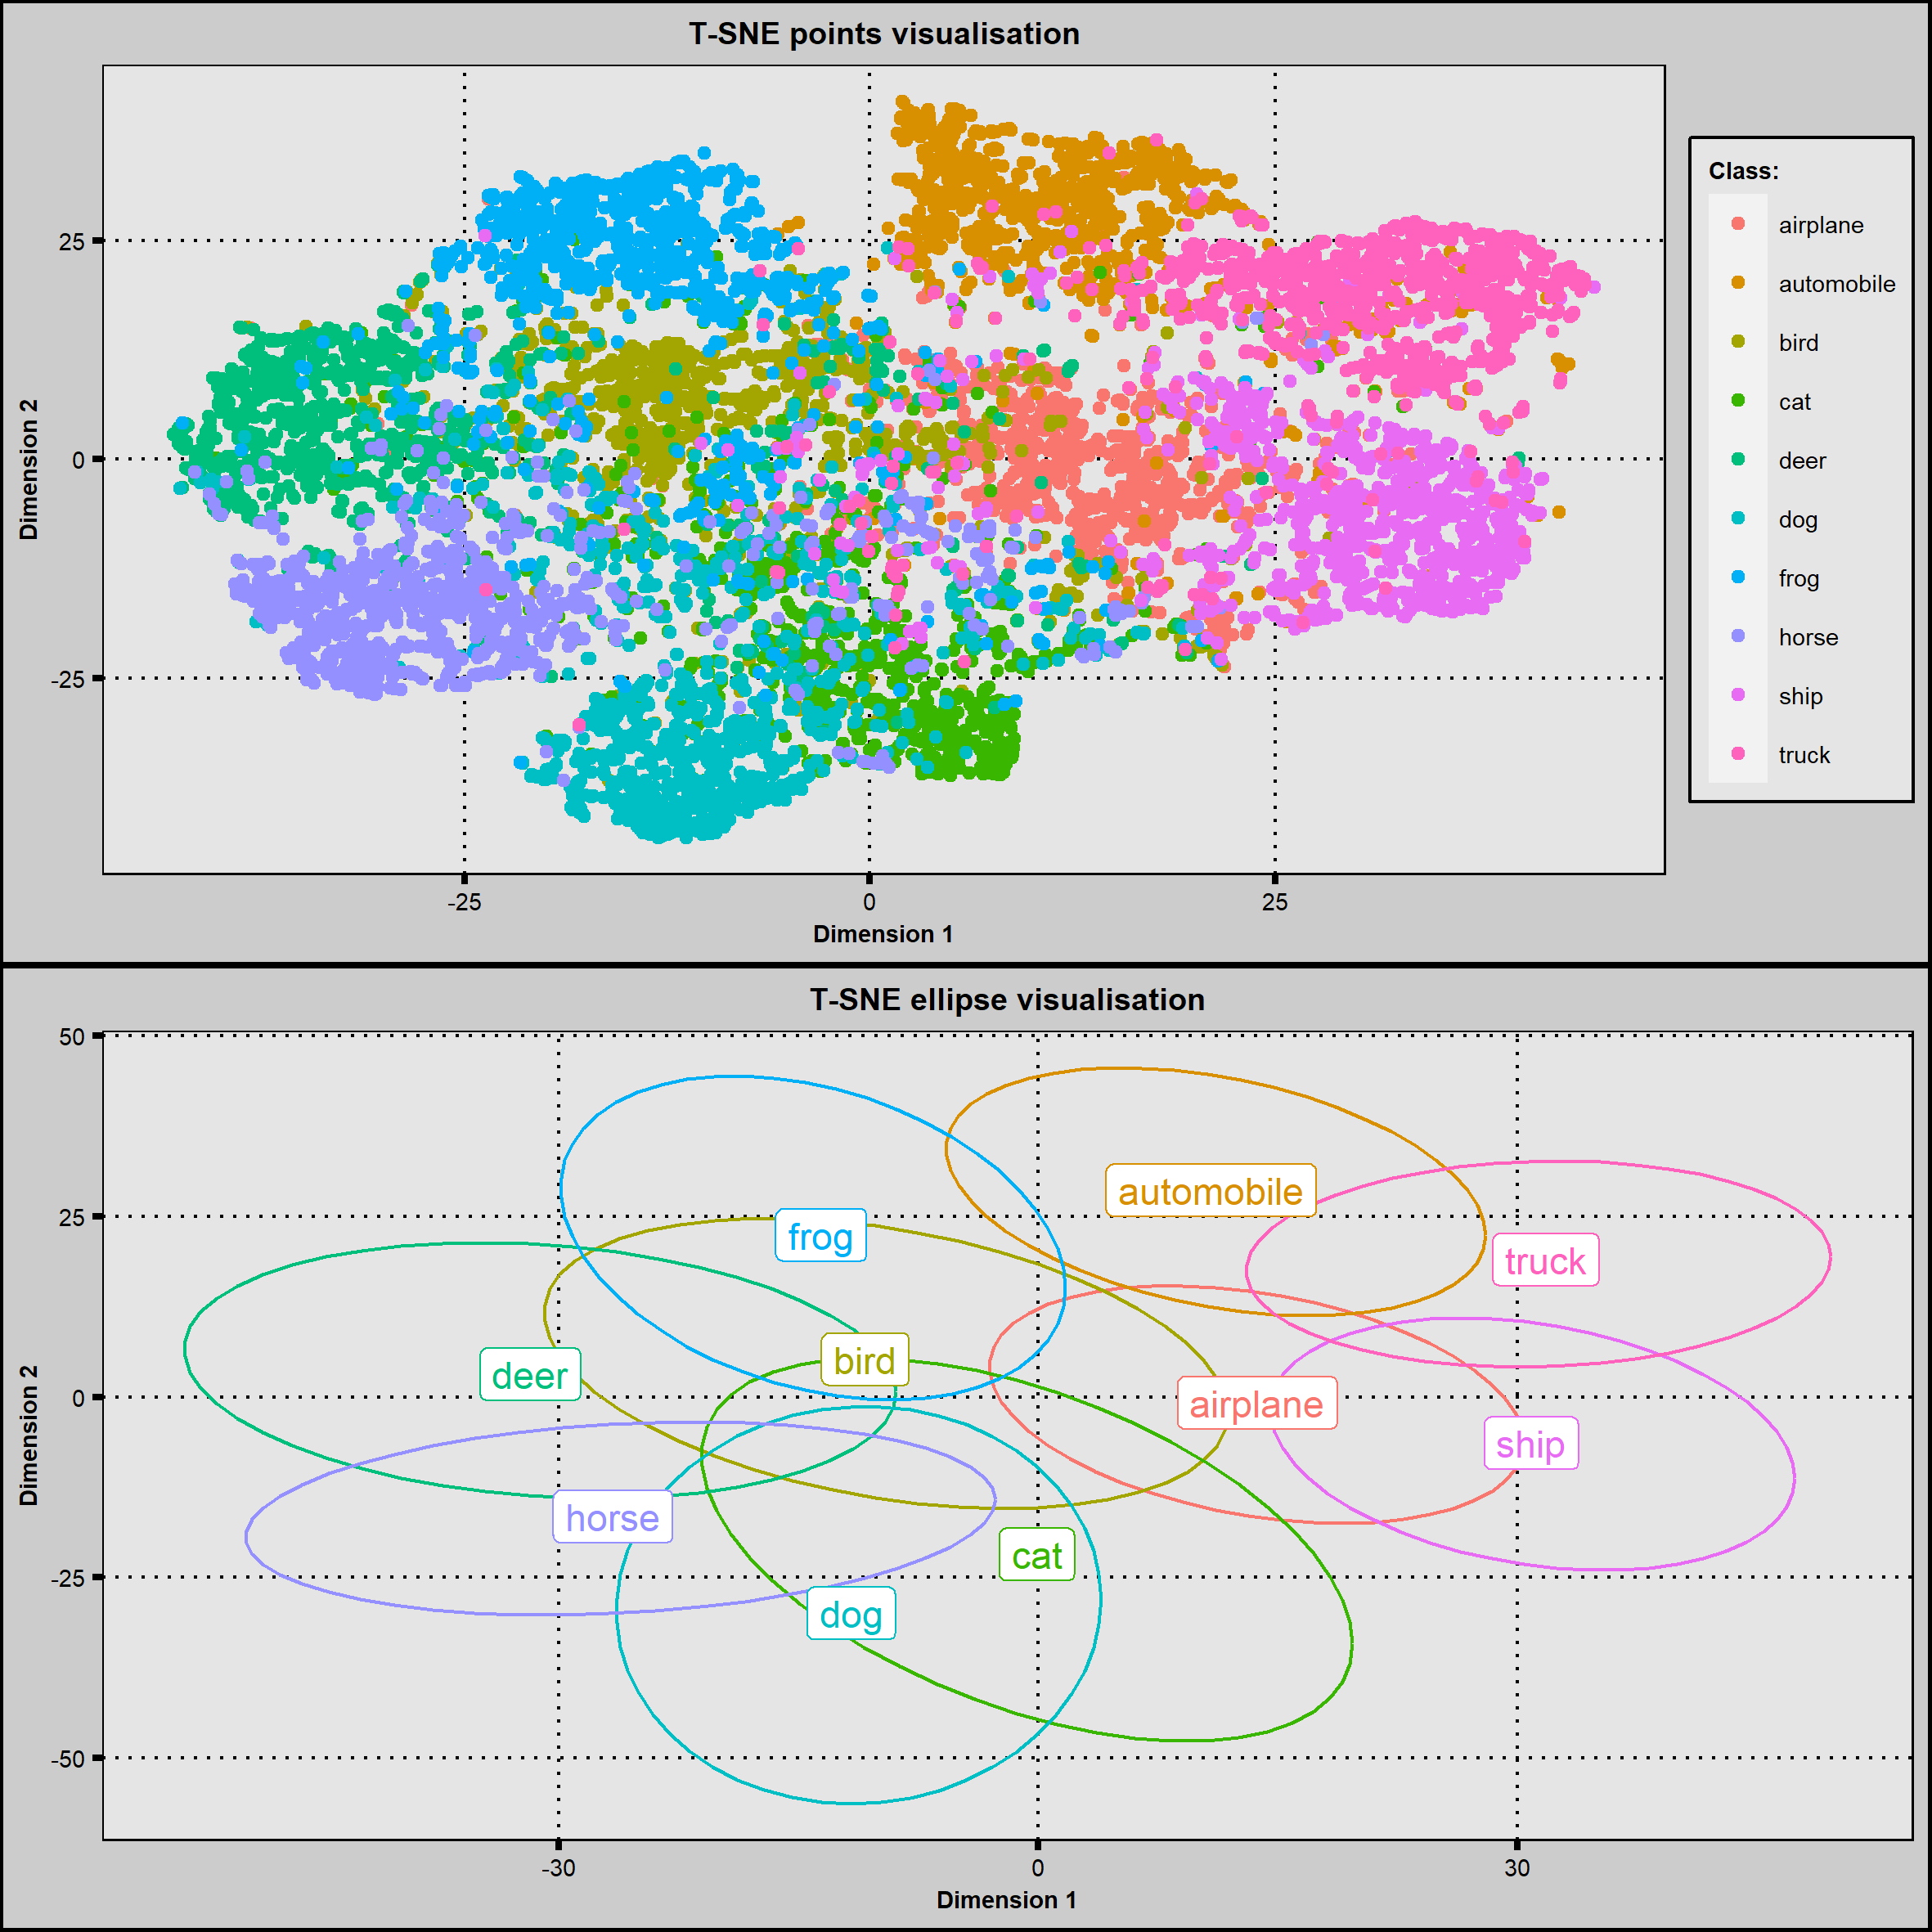 T-SNE points visualisation
25
0
-25
Dimension 2
-25
0
25
Dimension 1
Class:
airplane
automobile
bird
cat
deer
dog
frog
horse
ship
truck
T-SNE ellipse visualisation
50
25
0
-25
-50
Dimension 2
automobile
frog
truck
bird
deer
airplane
ship
horse
cat
dog
-30
0
30
Dimension 1